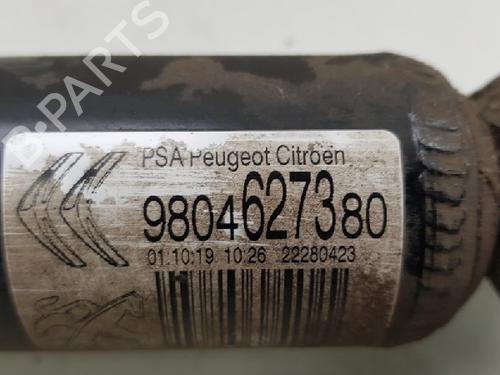 B-PARTS
PSA Peugeot Citroën
9804627380
01.10:19 10:26 22280423